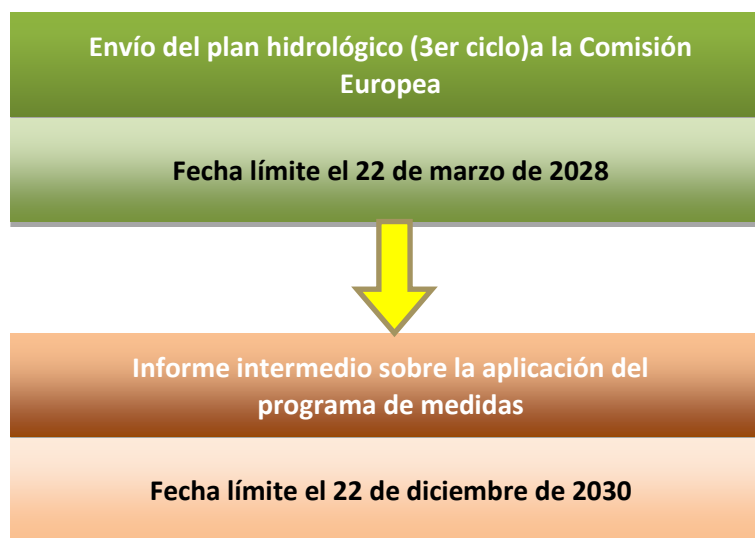 Envío del plan hidrológico (3er ciclo)a la Comisión
Europea
Fecha límite el 22 de marzo de 2028
Informe intermedio sobre la aplicación del
programa de medidas
Fecha límite el 22 de diciembre de 2030